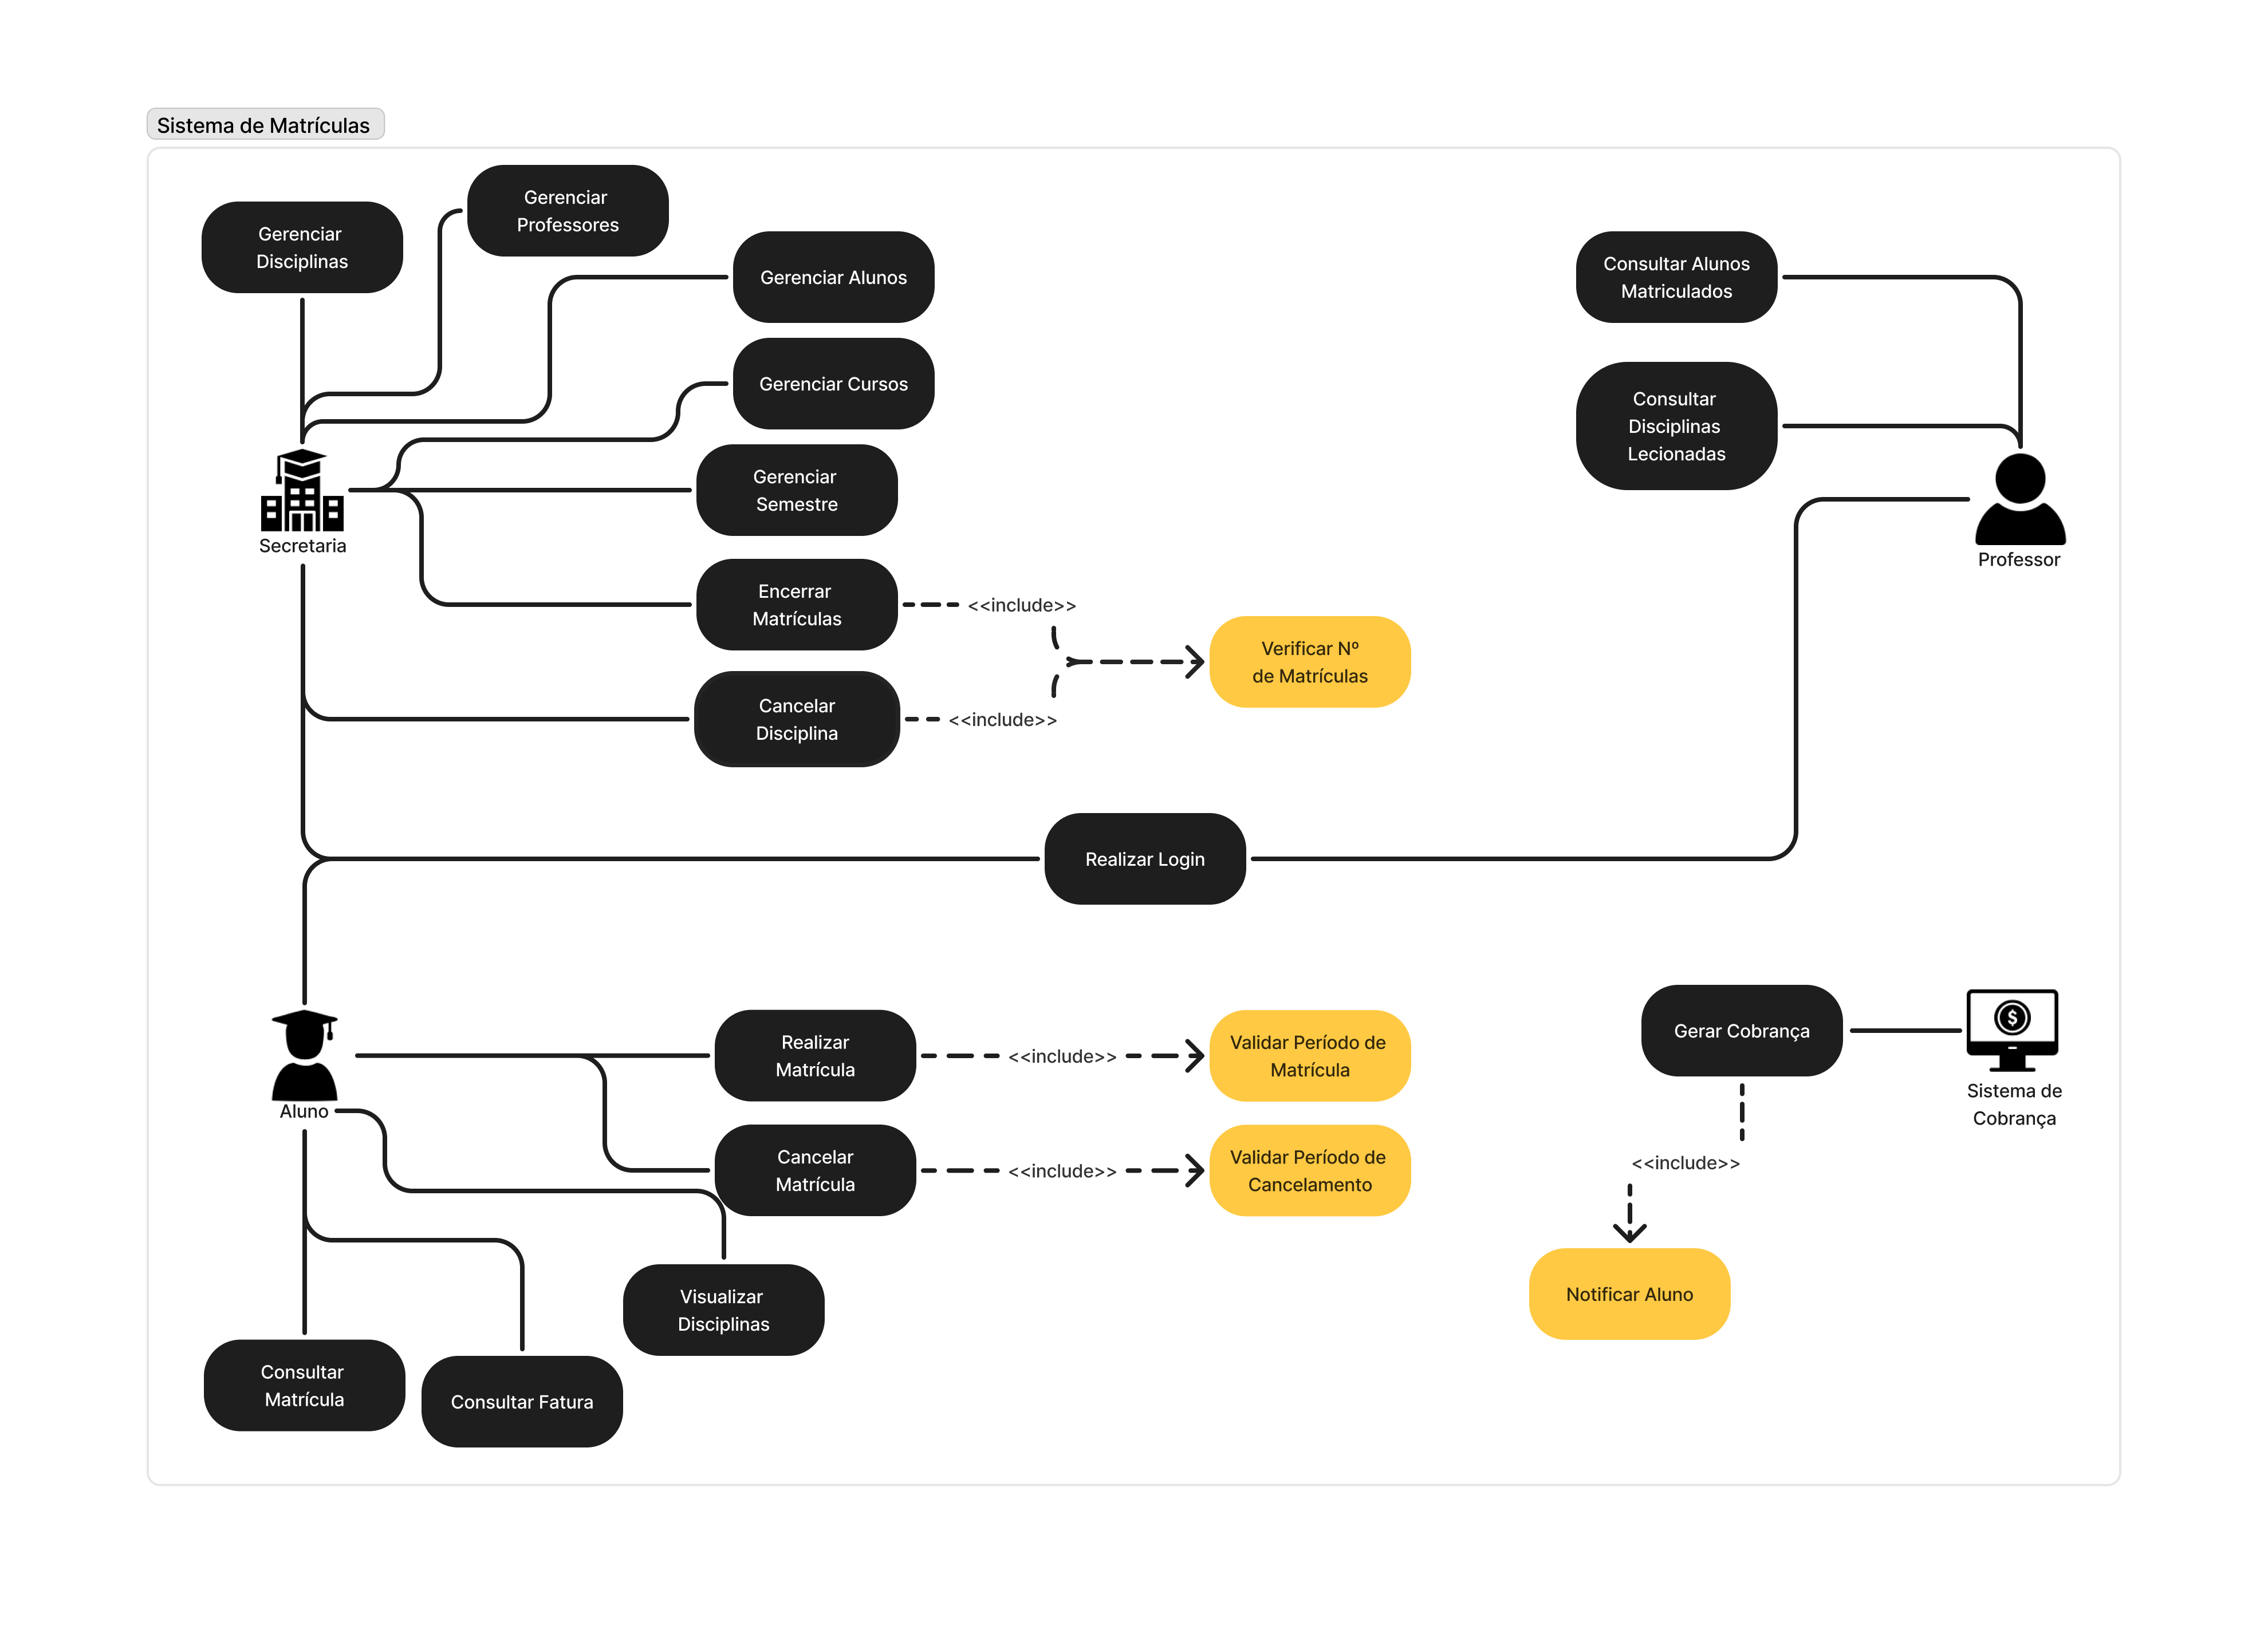 Sistema de Matrículas
Gerenciar
Disciplinas
Gerenciar
Professores
Gerenciar Alunos
Gerenciar Cursos
Gerenciar
Semestre
Encerrar
Matrículas
Cancelar
Disciplina
Secretaria
<<include>>
<<include>>
Verificar Nº
de Matrículas
Consultar Alunos
Matriculados
Consultar
Disciplinas
Lecionadas
Professor
Realizar Login
Aluno
Realizar
Matrícula
<<include>>
Validar Período de
Matrícula
Cancelar
Matrícula
<<include>>
Validar Período de
Cancelamento
Visualizar
Disciplinas
Consultar
Matrícula
Consultar Fatura
Gerar Cobrança
$
Sistema de
Cobrança
<<include>>
Notificar Aluno